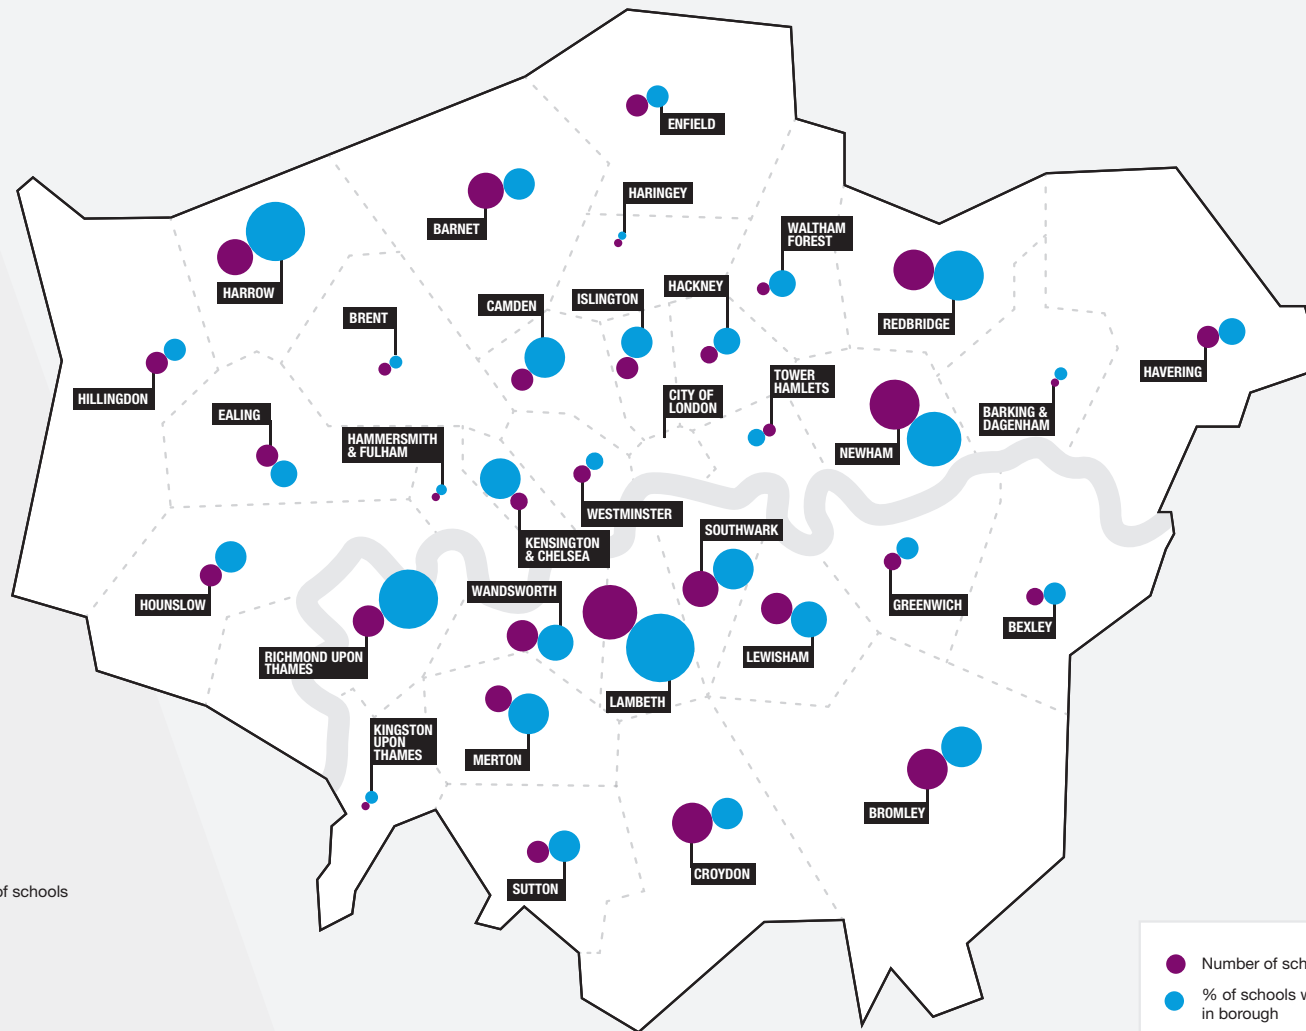 ENFIELD
HARINGEY
BARNET
WALTHAM
FOREST
HARROW
HACKNEY
ISLINGTON
CAMDEN
BRENT
REDBRIDGE
HAVERING
HILLINGDON
TOWER
HAMLETS
CITY OF
LONDON
EALING
BARKING &
DAGENHAM
HAMMERSMITH
& FULHAM
NEWHAM
WESTMINSTER
SOUTHWARK
KENSINGTON
& CHELSEA
WANDSWORTH
HOUNSLOW
GREENWICH
BEXLEY
RICHMOND UPON
THAMES
LEWISHAM
LAMBETH
KINGSTON
UPON
THAMES
MERTON
BROMLEY
CROYDON
SUTTON
of schools
Number of sch
% of schools w
in borough